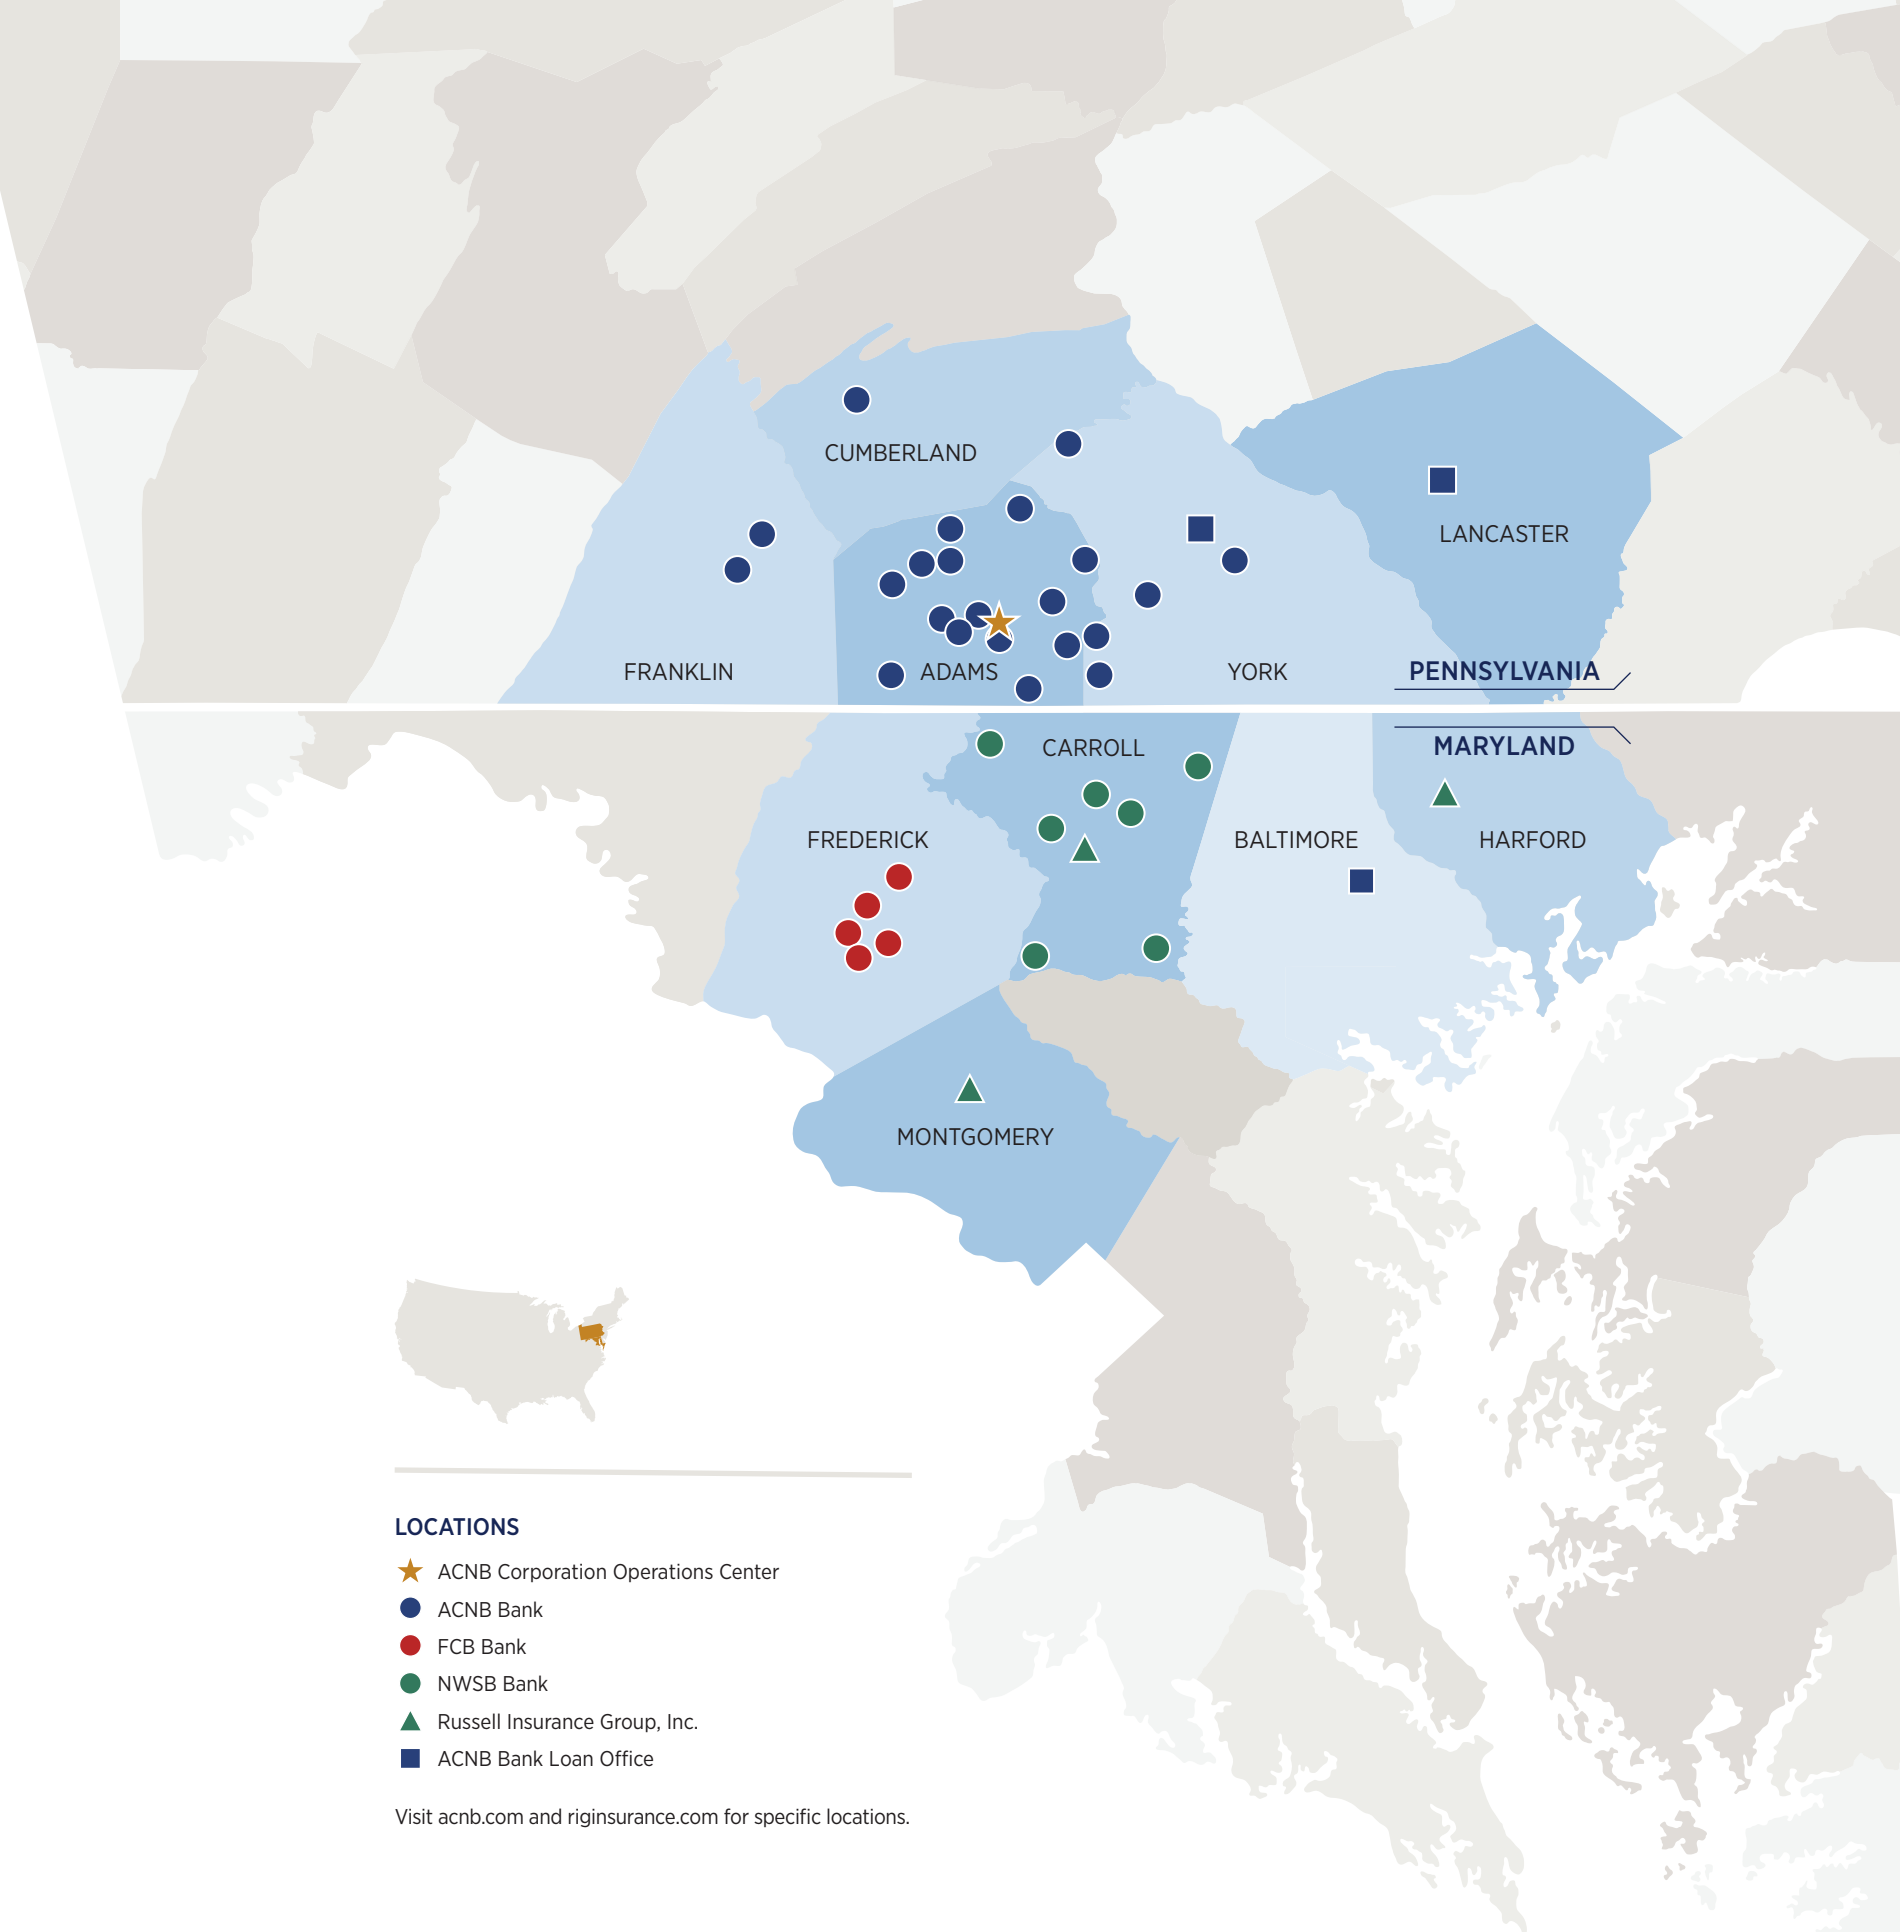 CUMBERLAND
LANCASTER
FRANKLIN
ADAMS
YORK
PENNSYLVANIA
MARYLAND
CARROLL
FREDERICK
BALTIMORE
HARFORD
MONTGOMERY
LOCATIONS
ACNB Corporation Operations Center
ACNB Bank
FCB Bank
NWSB Bank
Russell Insurance Group, Inc.
ACNB Bank Loan Office
Visit acnb.com and riginsurance.com for specific locations.